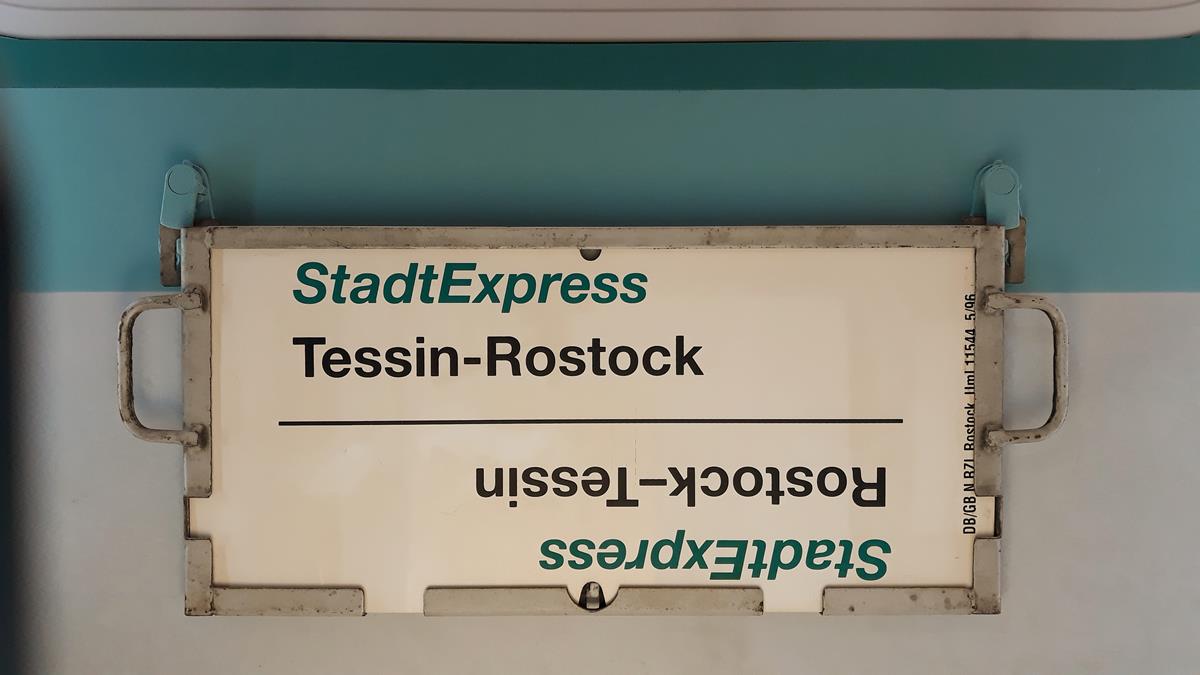 StadtExpress
Tessin-Rostock
Rostock-Tessin
StadtExpress
DB/GB N RZL Rostock Uml 11544 5/96